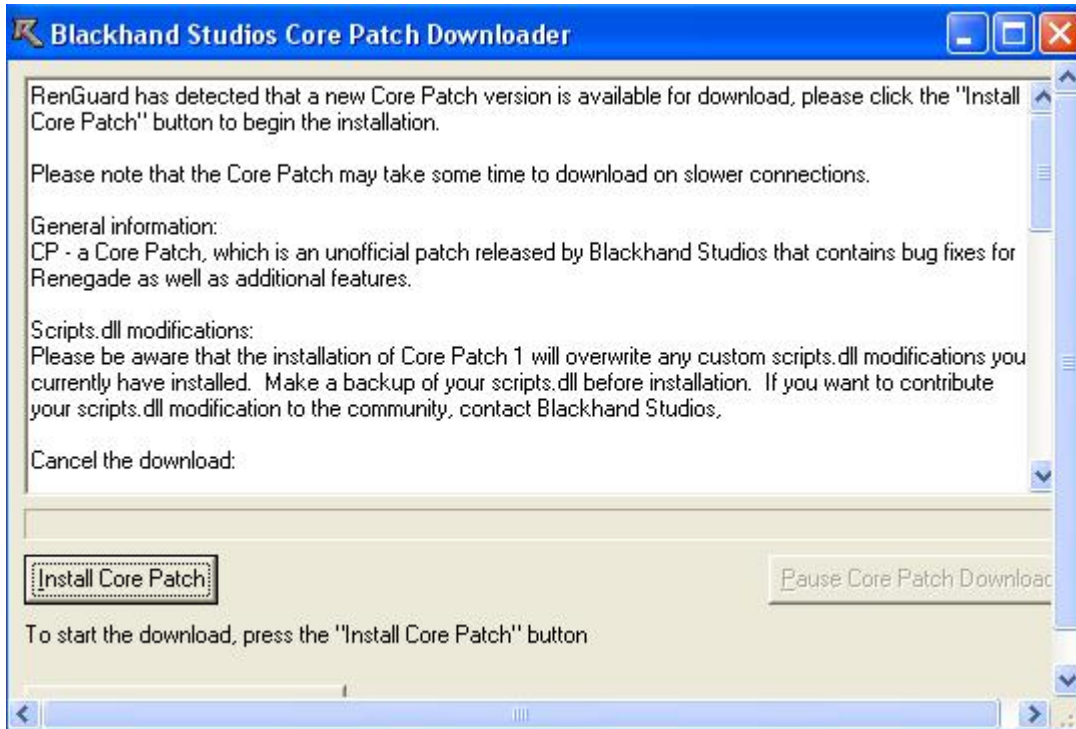 Blackhand Studios Core Patch Downloader
RenGuard has detected that a new Core Patch version is available for download, please click the "Install
Core Patch" button to begin the installation.
Please note that the Core Patch may take some time to download on slower connections.
General information:
CP - a Core Patch, which is an unofficial patch released by Blackhand Studios that contains bug fixes for
Renegade as well as additional features.
Scripts.dll modifications:
Please be aware that the installation of Core Patch 1 will overwrite any custom scripts.dll modifications you
currently have installed.  Make a backup of your scripts.dll before installation.  If you want to contribute
your scripts.dll modification to the community, contact Blackhand Studios,
Cancel the download:
Install Core Patch
Pause Core Patch Downloac
To start the download, press the "Install Core Patch" button